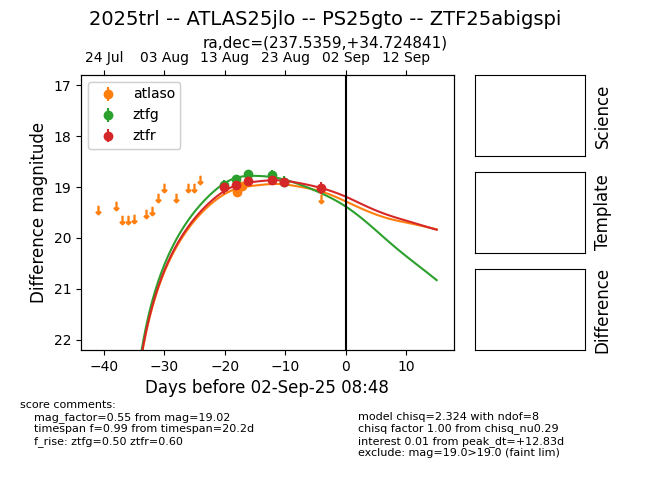 2025trl -- ATLAS25jlo -- PS25gto -- ZTF25abigspi
ra,dec=(237.5359,+34.724841)
24 Jul 03 Aug 13 Aug 23 Aug 02 Sep 12 Sep
17
18
19
20
21
22
Difference magnitude
atlaso
ztfg
ztfr
−40 −30 −20 −10 0 10
Days before 02-Sep-25 08:48
Science
Template
Difference
score comments:
mag_factor=0.55 from mag=19.02
timespan f=0.99 from timespan=20.2d
f_rise: ztfg=0.50 ztfr=0.60
model chisq=2.324 with ndof=8
chisq factor 1.00 from chisq_nu0.29
interest 0.01 from peak_dt=+12.83d
exclude: mag=19.0>19.0 (faint lim)